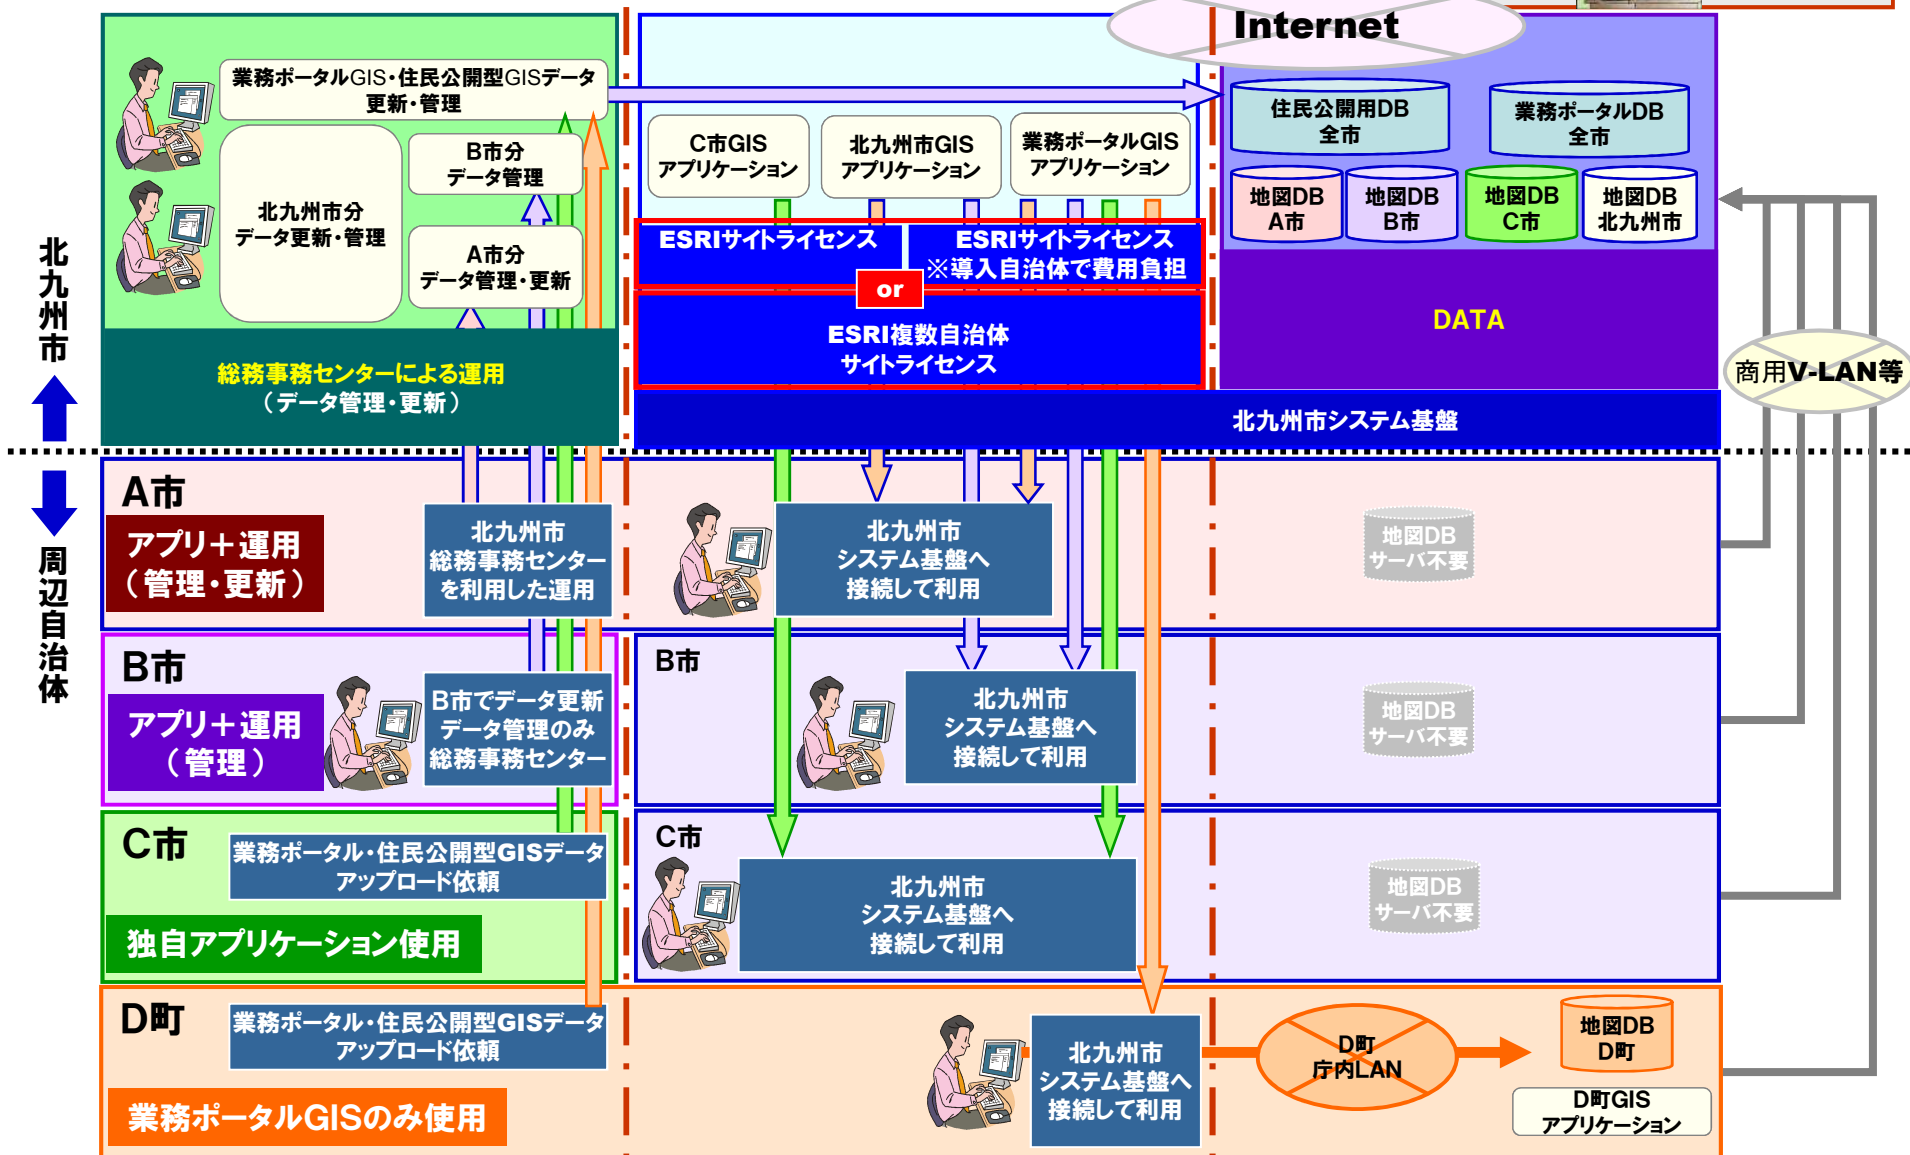 Internet
業務ポータルGIS・住民公開型GISデータ
更新・管理
北九州市分
データ更新・管理
B市分
データ管理
A市分
データ管理・更新
総務事務センターによる運用
（データ管理・更新）
C市GIS
アプリケーション
北九州市GIS
アプリケーション
業務ポータルGIS
アプリケーション
ESRIサイトライセンス
ESRIサイトライセンス
※導入自治体で費用負担
or
ESRI複数自治体
サイトライセンス
住民公開用DB
全市
業務ポータルDB
全市
地図DB
A市
地図DB
B市
地図DB
C市
地図DB
北九州市
DATA
北九州市システム基盤
商用V-LAN等
北九州市
周辺自治体
A市
アプリ＋運用
（管理・更新）
北九州市
総務事務センター
を利用した運用
北九州市
システム基盤へ
接続して利用
地図DB
サーバ不要
B市
アプリ＋運用
（管理）
B市でデータ更新
データ管理のみ
総務事務センター
B市
北九州市
システム基盤へ
接続して利用
地図DB
サーバ不要
C市
業務ポータル・住民公開型GISデータ
アップロード依頼
独自アプリケーション使用
C市
北九州市
システム基盤へ
接続して利用
地図DB
サーバ不要
D町
業務ポータル・住民公開型GISデータ
アップロード依頼
業務ポータルGISのみ使用
北九州市
システム基盤へ
接続して利用
D町
庁内LAN
地図DB
D町
D町GIS
アプリケーション